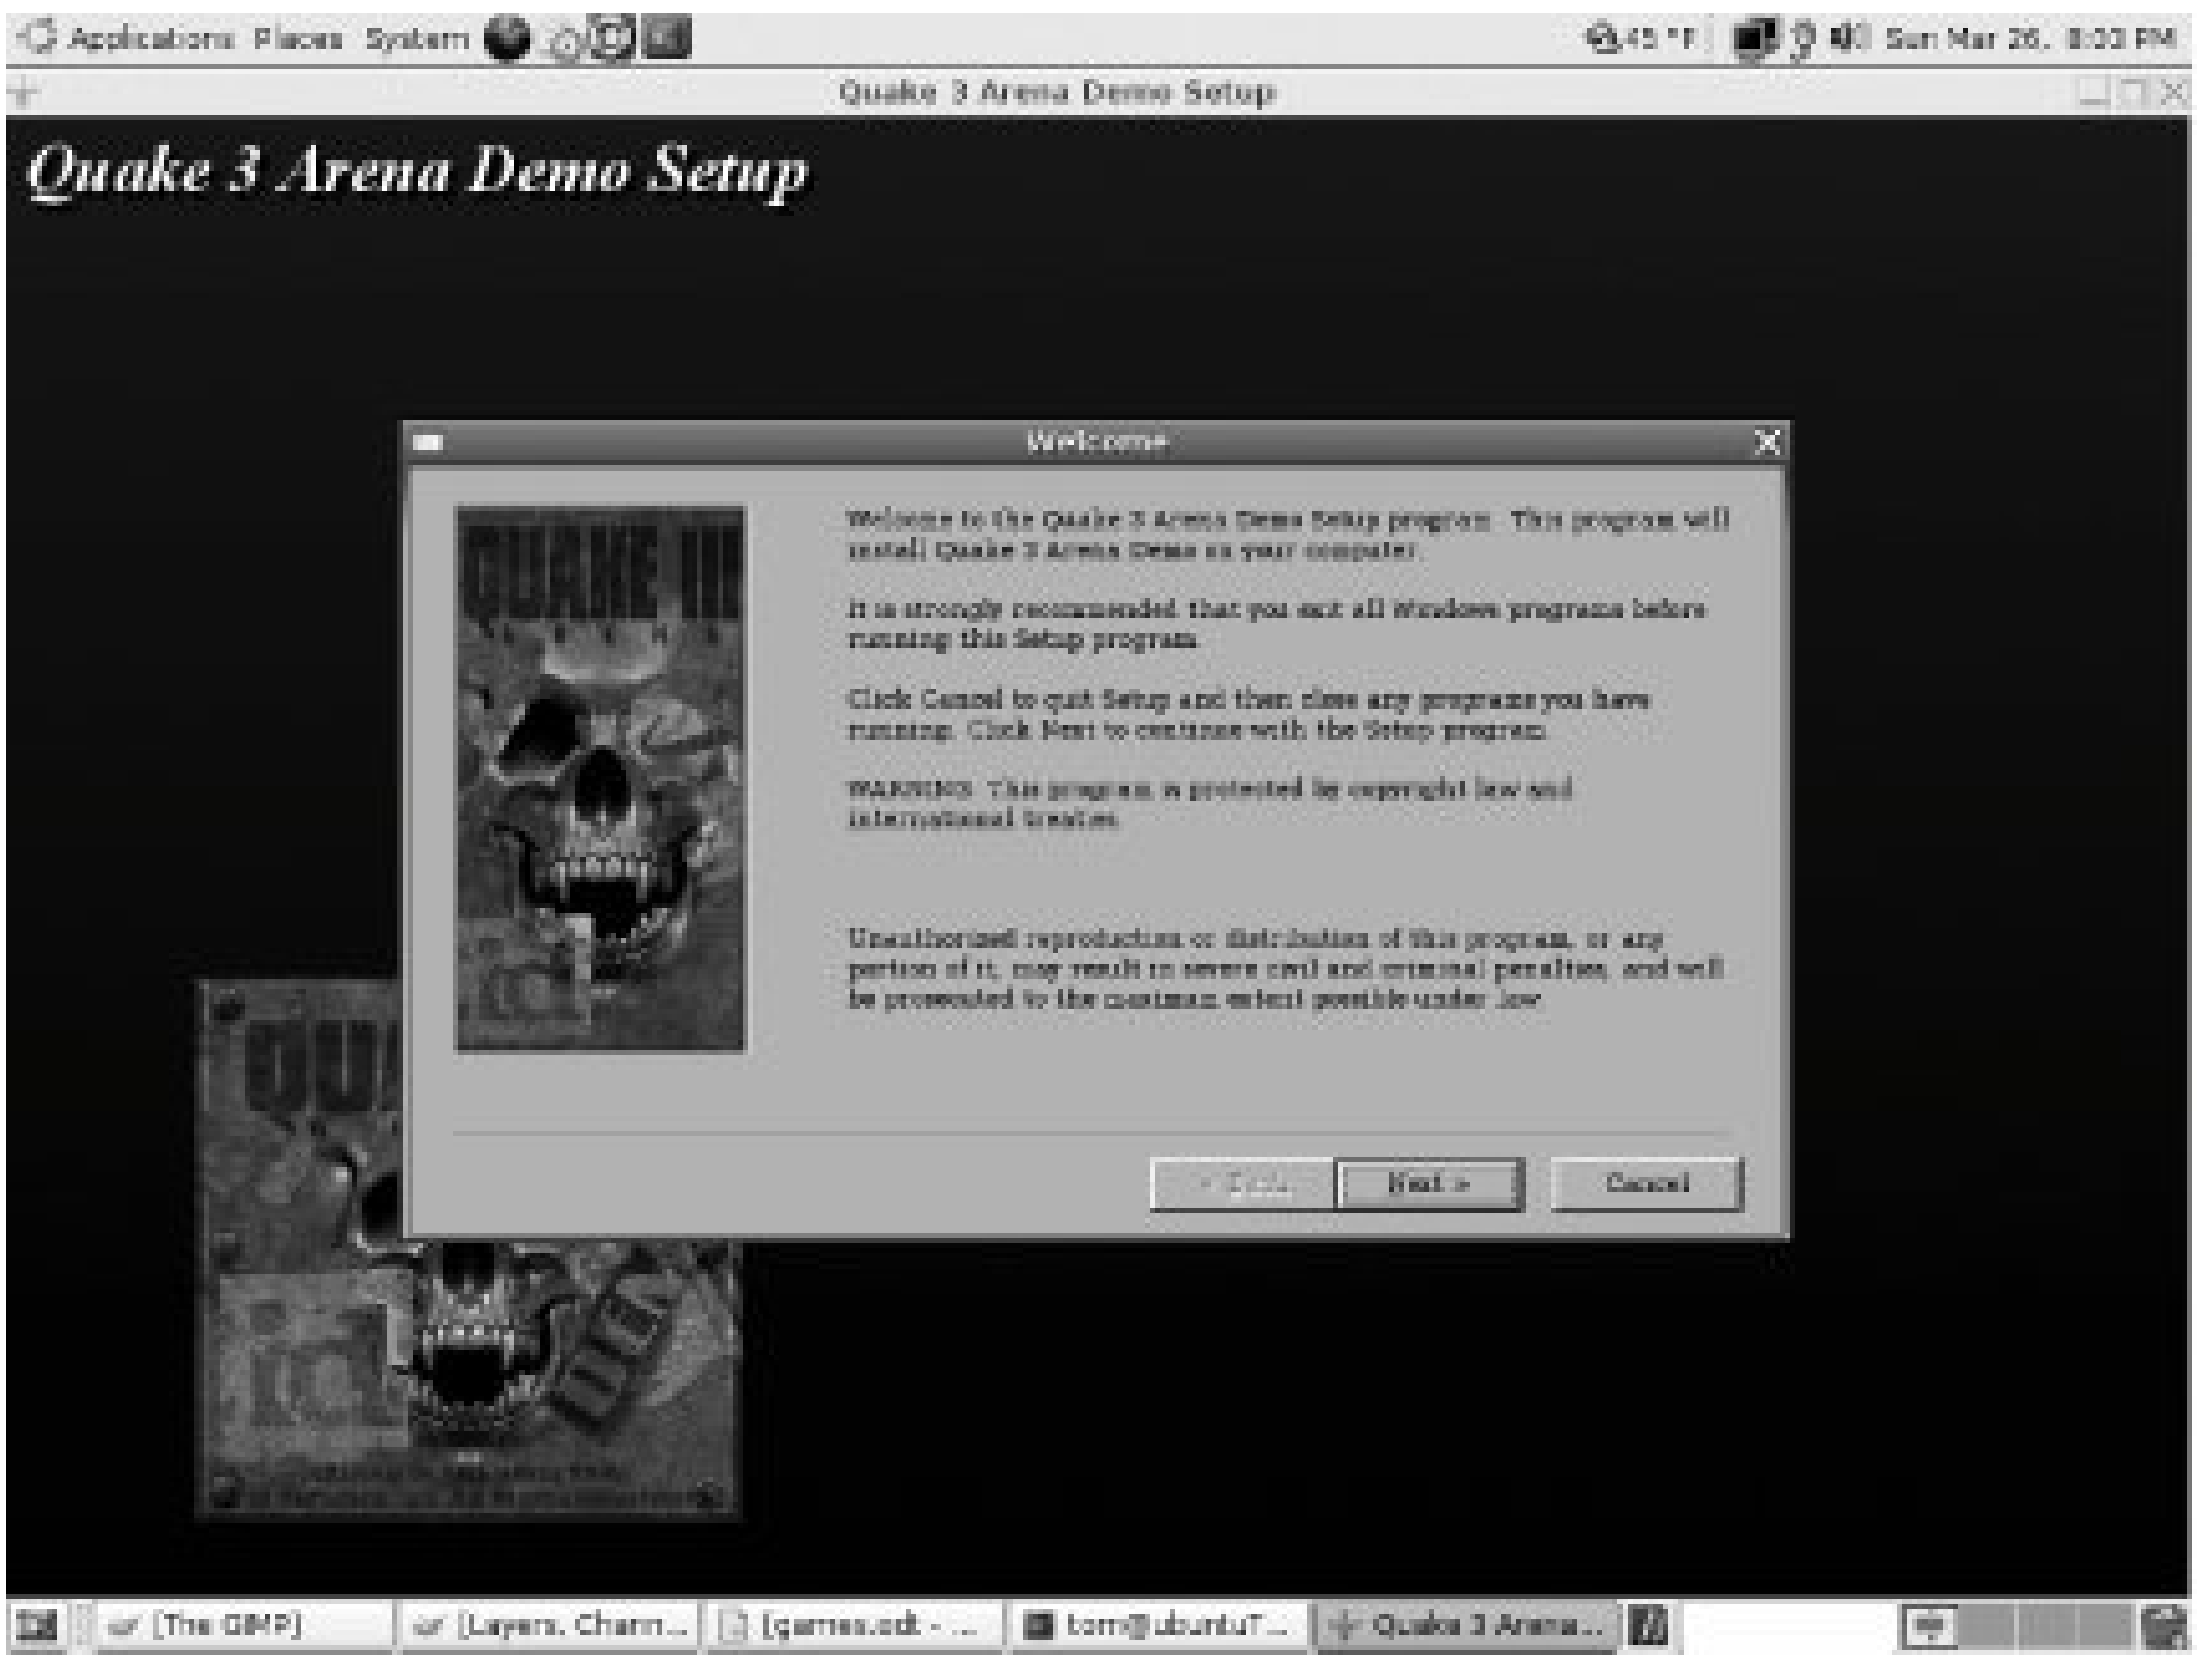 Applications Places System 45 °F Sun Mar 26,
Quake 3 Arena Demo Setup
Quake 3 Arena Demo Setup
Welcome
QUAKE III
Welcome to the Quake 3 Arena Demo Setup program. This program will
install Quake 3 Arena Demo on your computer.
It is strongly recommended that you exit all Windows programs before
running this Setup program.
Click Cancel to quit Setup and then close any programs you have
running. Click Next to continue with the Setup program.
WARNING: This program is protected by copyright law and
international treaties.
Unauthorized reproduction or distribution of this program, or any
portion of it, may result in severe civil and criminal penalties, and will
be prosecuted to the maximum extent possible under law.
< Back Next > Cancel
QU
[The GIMP] [Layers, Chann... [games.odt - ... tom@ubuntuT... Quake 3 Arena...